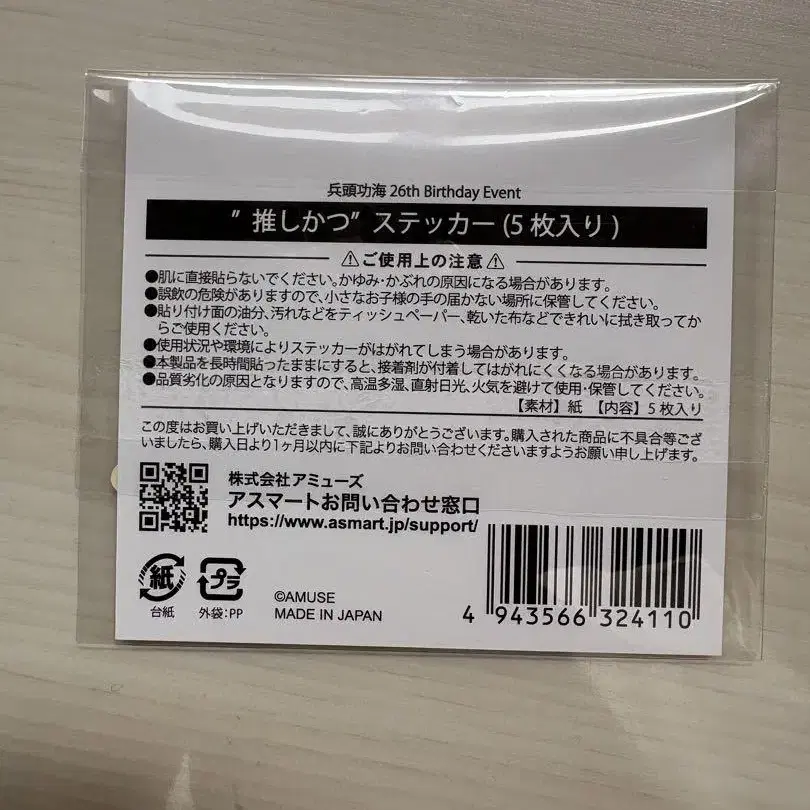 兵頭功海 26th Birthday Event
〃推しかつ〃ステッカー(5枚入り)
⚠ご使用上の注意⚠
●肌に直接貼らないでください。かゆみ・かぶれの原因になる場合があります。
●誤飲の危険がありますので、小さなお子様の手の届かない場所に保管してください。
●貼り付け面の油分、汚れなどをティッシュペーパー、乾いた布などできれいに拭き取ってか
らご使用ください。
●使用状況や環境によりステッカーがはがれてしまう場合があります。
●本製品を長時間貼ったままにすると、接着剤が付着してはがれにくくなる場合があります。
●品質劣化の原因となりますので、高温多湿、直射日光、火気を避けて使用・保管してください。
【素材】紙 【内容】5枚入り
この度はお買い上げいただきまして、誠にありがとうございます。購入された商品に不具合等ござ
いましたら、購入日より1ヶ月以内に下記よりお問い合わせくださいますようお願い申し上げます。
株式会社アミューズ
アスマートお問い合わせ窓口
https://www.asmart.jp/support/
紙 プラ
台紙 外袋:PP
©AMUSE
MADE IN JAPAN
4 943566 324110